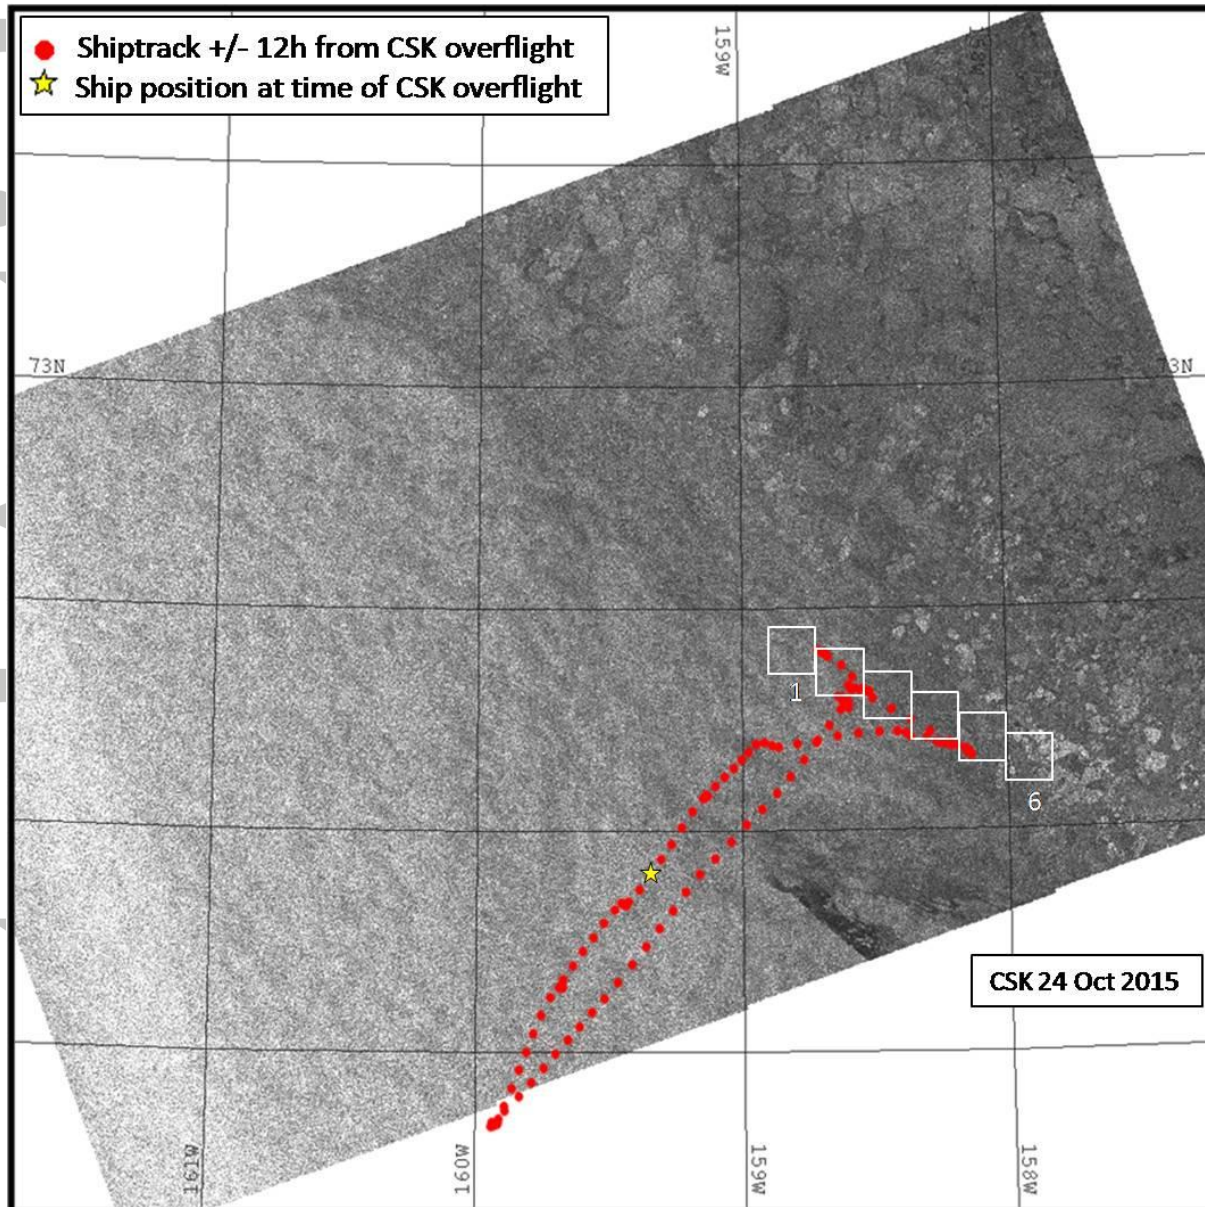 Shiptrack +/- 12h from CSK overflight
Ship position at time of CSK overflight
159W
158W
73N
73N
1
6
CSK 24 Oct 2015
161W
160W
159W
158W